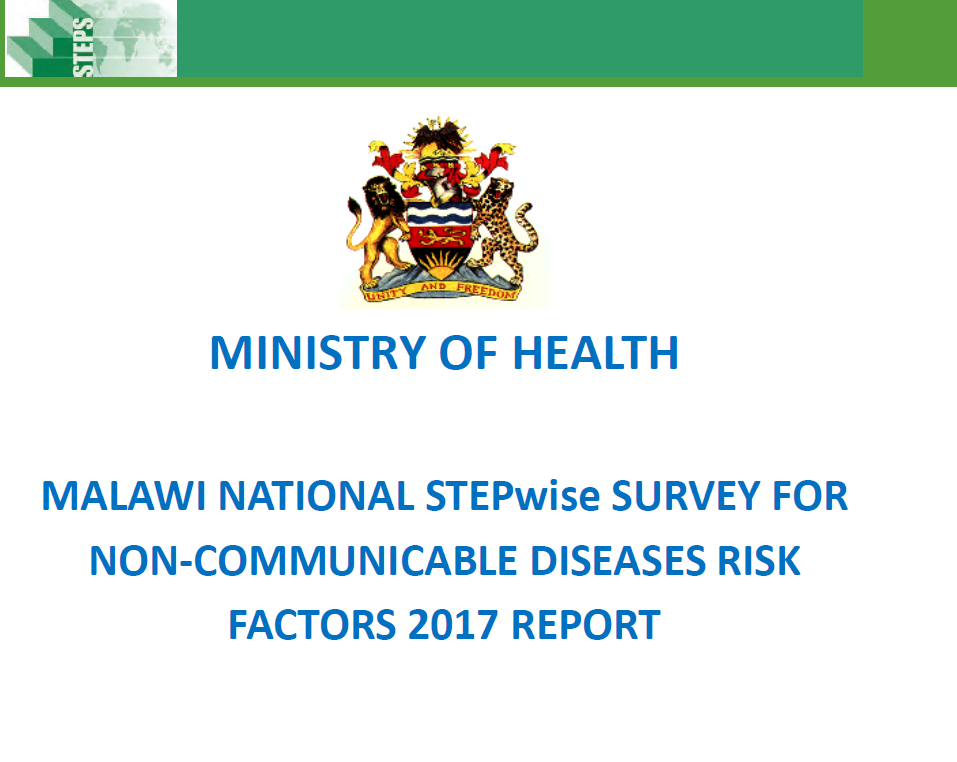 STEPS
UNITY AND FREEDOM
MINISTRY OF HEALTH
MALAWI NATIONAL STEPwise SURVEY FOR
NON-COMMUNICABLE DISEASES RISK
FACTORS 2017 REPORT